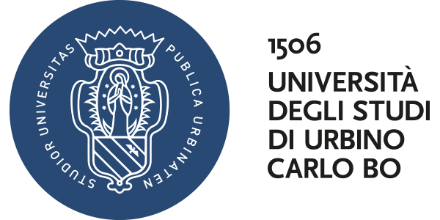 STUDIOR UNIVERSITAS
PUBLICA URBINATEN
1506
UNIVERSITÀ
DEGLI STUDI
DI URBINO
CARLO BO